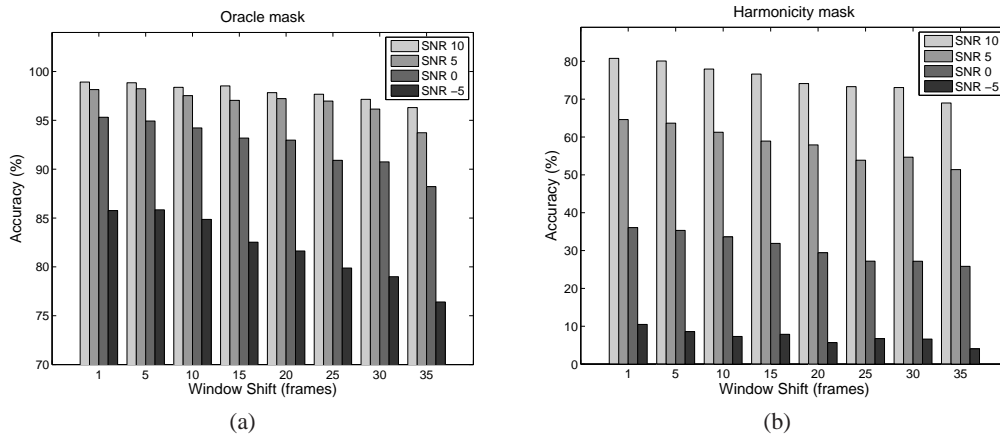 Oracle mask
SNR 10
SNR 5
SNR 0
SNR −5
100
95
90
85
80
75
70
Accuracy (%)
1 5 10 15 20 25 30 35
Window Shift (frames)
(a)
Harmonicity mask
SNR 10
SNR 5
SNR 0
SNR −5
80
70
60
50
40
30
20
10
0
Accuracy (%)
1 5 10 15 20 25 30 35
Window Shift (frames)
(b)